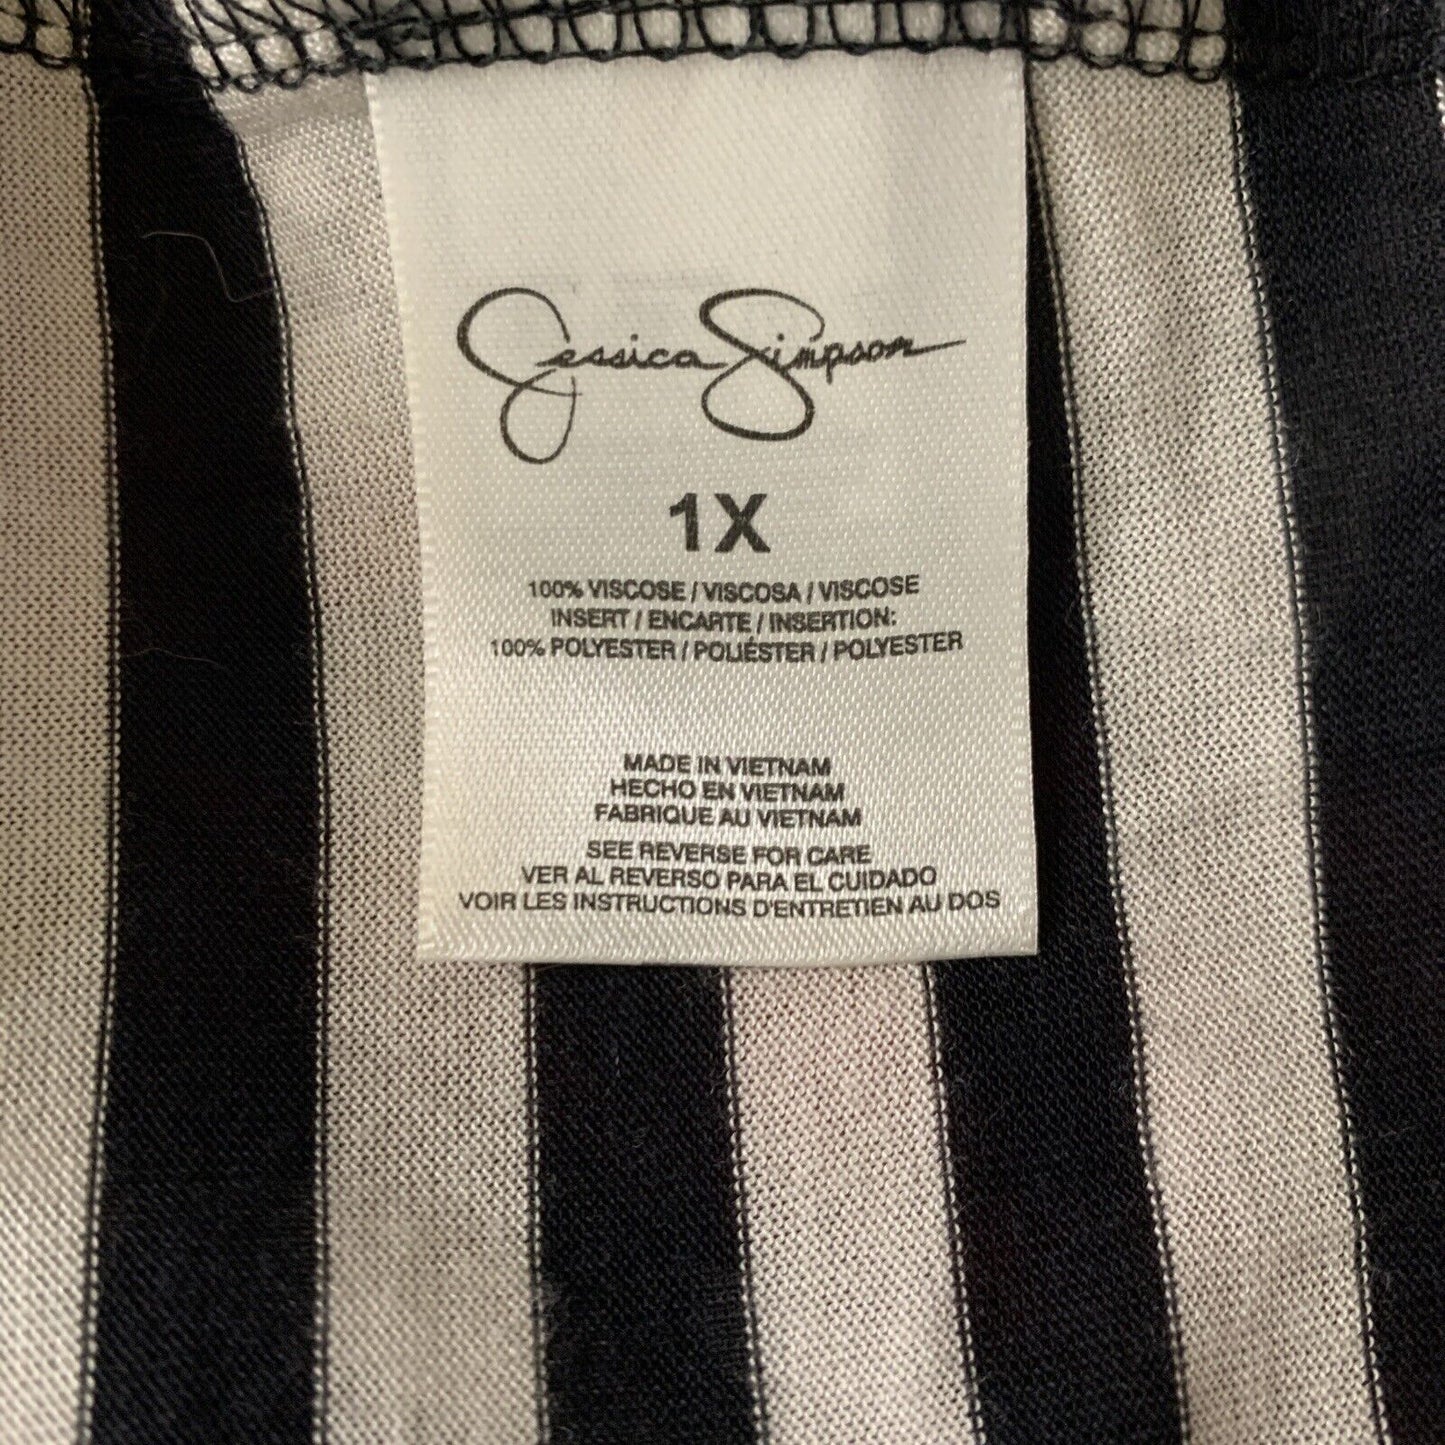 Jessica Simpson
1X
100% VISCOSE / VISCOSA / VISCOSE
INSERT / ENCARTE / INSERTION:
100% POLYESTER / POLIÉSTER / POLYESTER
MADE IN VIETNAM
HECHO EN VIETNAM
FABRIQUE AU VIETNAM
SEE REVERSE FOR CARE
VER AL REVERSO PARA EL CUIDADO
VOIR LES INSTRUCTIONS D'ENTRETIEN AU DOS